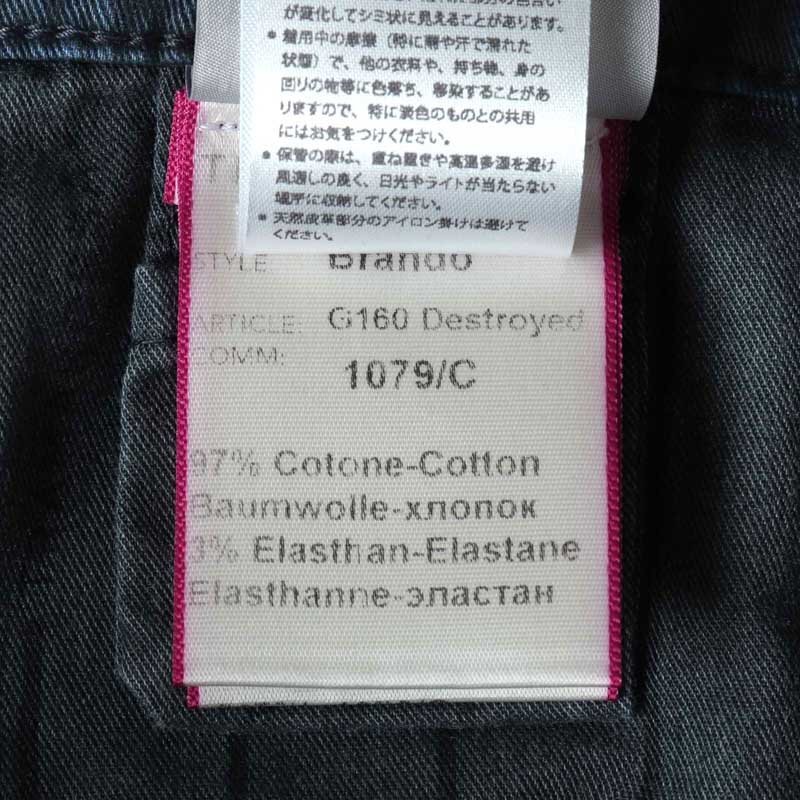 が変化してシミ状に見えることがあります。
● 着用中の摩擦（特に雨や汗で濡れた
状態）で、他の衣料や、持ち物、身の
回りの物等に色落ち、移染することがあ
りますので、特に淡色のものとの共用
にはお気をつけください。
● 保管の際は、重ね置きや高温多湿を避け
風通しの良く、日光やライトが当たらない
場所に収納してください。
● 天然皮革部分のアイロン掛けは避けて
ください。
STYLE: Brando
ARTICLE: G160 Destroyed
COMM: 1079/C
97% Cotone-Cotton
Baumwolle-хлопок
3% Elasthan-Elastane
Elasthanne-эластан